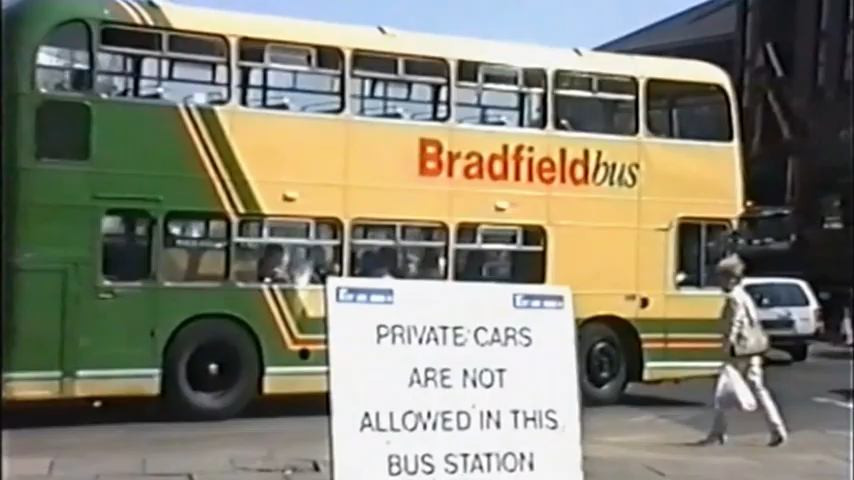 Bradfieldbus
PRIVATE CARS
ARE NOT
ALLOWED IN THIS
BUS STATION